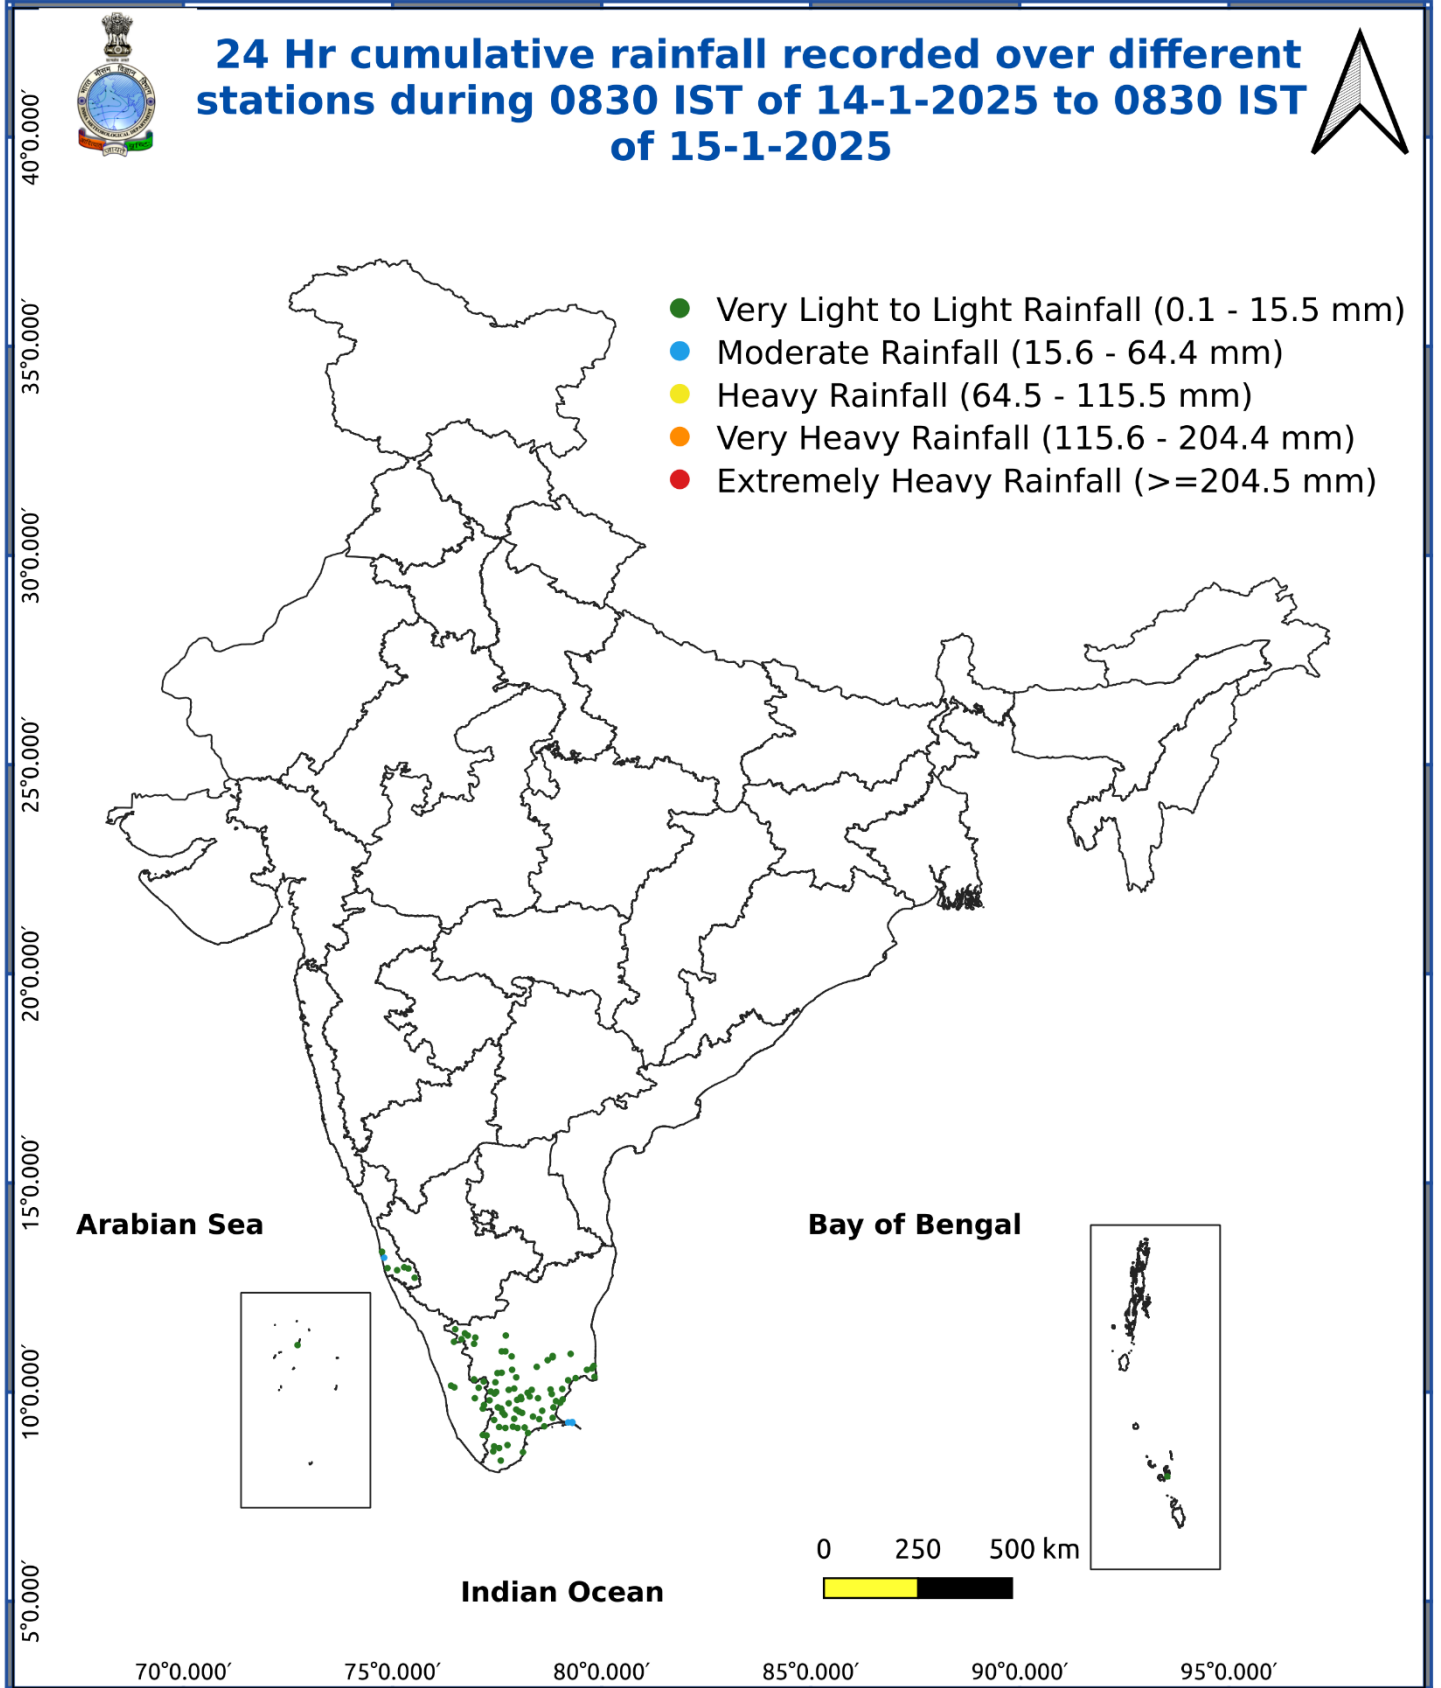 24 Hr cumulative rainfall recorded over different
stations during 0830 IST of 14-1-2025 to 0830 IST
of 15-1-2025
Very Light to Light Rainfall (0.1 - 15.5 mm)
Moderate Rainfall (15.6 - 64.4 mm)
Heavy Rainfall (64.5 - 115.5 mm)
Very Heavy Rainfall (115.6 - 204.4 mm)
Extremely Heavy Rainfall (>=204.5 mm)
40°0.000′
35°0.000′
30°0.000′
25°0.000′
20°0.000′
15°0.000′
10°0.000′
5°0.000′
Arabian Sea
Bay of Bengal
Indian Ocean
0 250 500 km
70°0.000′ 75°0.000′ 80°0.000′ 85°0.000′ 90°0.000′ 95°0.000′